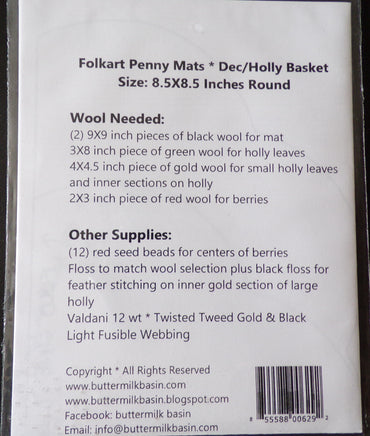 Folkart Penny Mats * Dec/Holly Basket
Size: 8.5X8.5 Inches Round
Wool Needed:
(2) 9X9 inch pieces of black wool for mat
3X8 inch piece of green wool for holly leaves
4X4.5 inch piece of gold wool for small holly leaves
and inner sections on holly
2X3 inch piece of red wool for berries
Other Supplies:
(12) red seed beads for centers of berries
Floss to match wool selection plus black floss for
feather stitching on inner gold section of large
holly
Valdani 12 wt * Twisted Tweed Gold & Black
Light Fusible Webbing
Copyright * All Rights Reserved
www.buttermilkbasin.com
www.buttermilkbasin.blogspot.com
Facebook: buttermilk basin
Email: info@buttermilkbasin.com
8 55588 00629 2